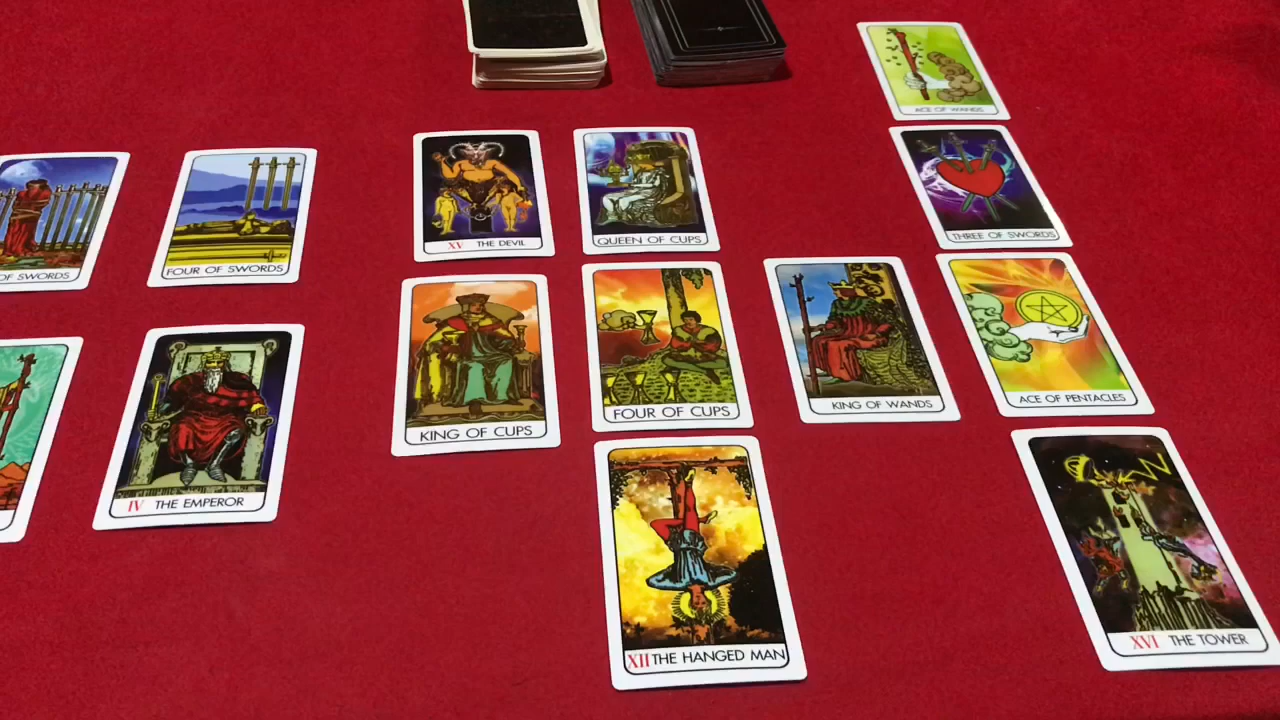 ACE OF WANDS
THREE OF SWORDS
XV THE DEVIL
QUEEN OF CUPS
OF SWORDS
FOUR OF SWORDS
ACE OF PENTACLES
KING OF WANDS
FOUR OF CUPS
KING OF CUPS
IV THE EMPEROR
XVI THE TOWER
XII THE HANGED MAN